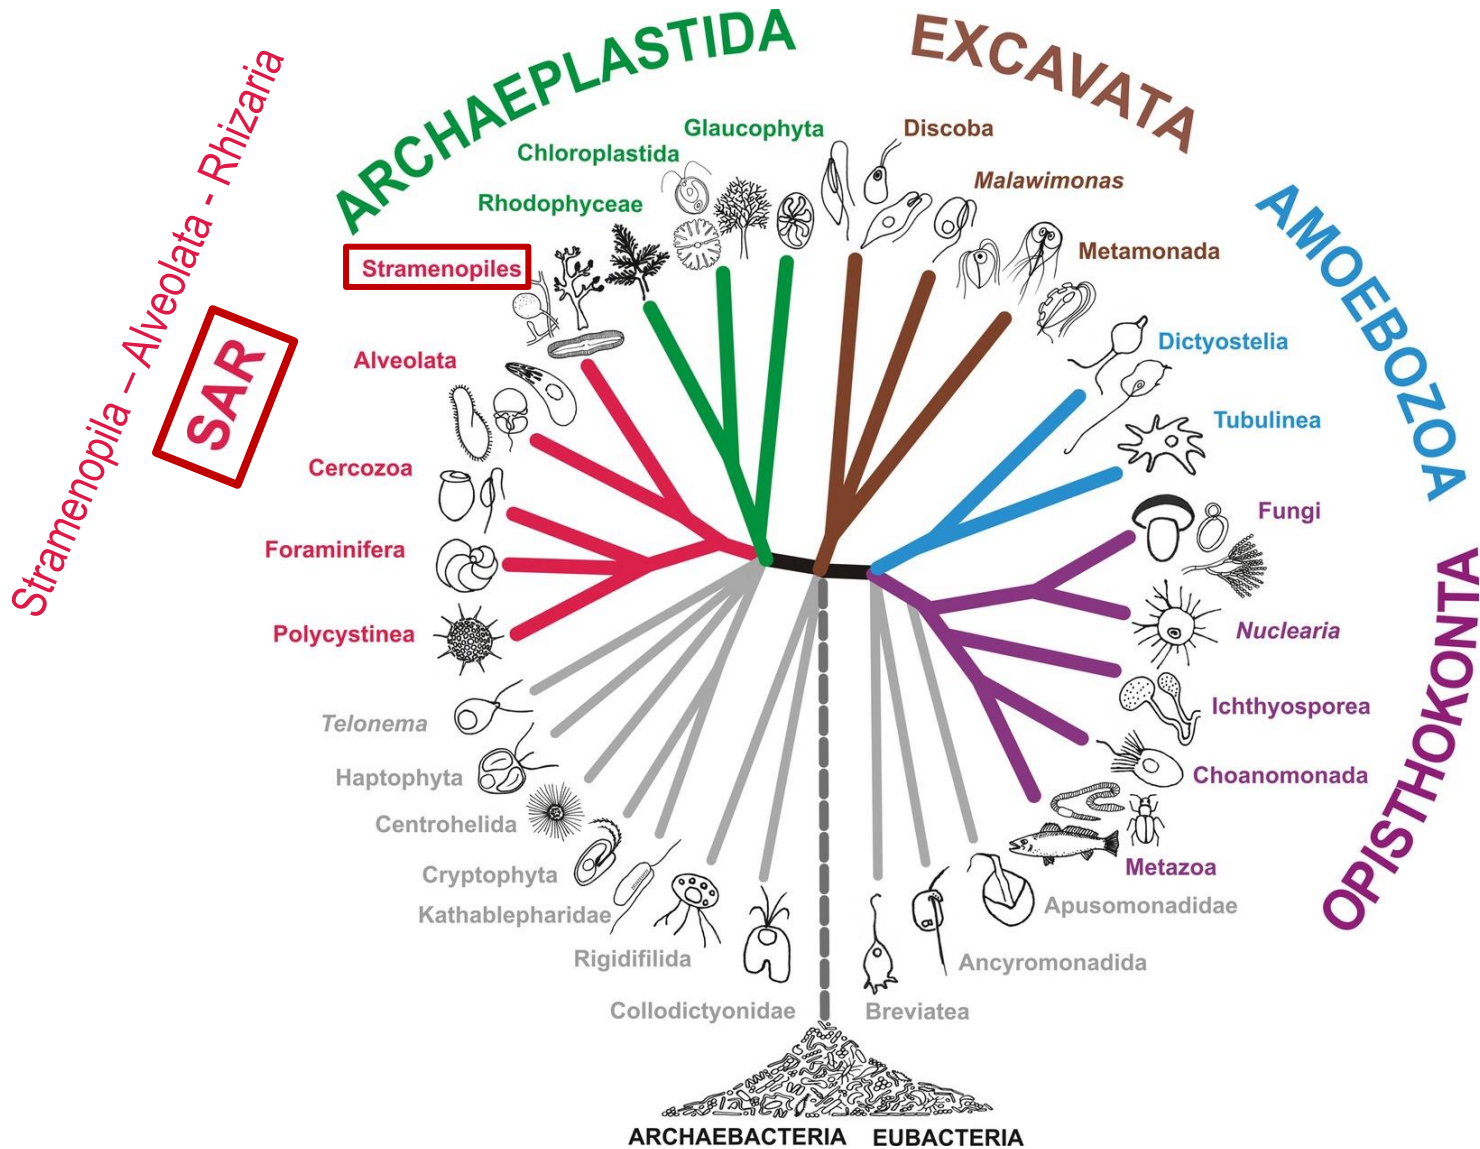 Stramenopila – Alveolata - Rhizaria
SAR
ARCHAEPLASTIDA
EXCAVATA
AMOEBOZOA
OPISTHOKONTA
Glaucophyta
Chloroplastida
Rhodophyceae
Stramenopiles
Alveolata
Cercozoa
Foraminifera
Polycystinea
Telonema
Haptophyta
Centrohelida
Cryptophyta
Kathablepharidae
Rigidifilida
Collodictyonidae
Discoba
Malawimonas
Metamonada
Dictyostelia
Tubulinea
Fungi
Nuclearia
Ichthyosporea
Choanomonada
Metazoa
Apusomonadidae
Ancyromonadida
Breviatea
ARCHAEBACTERIA EUBACTERIA